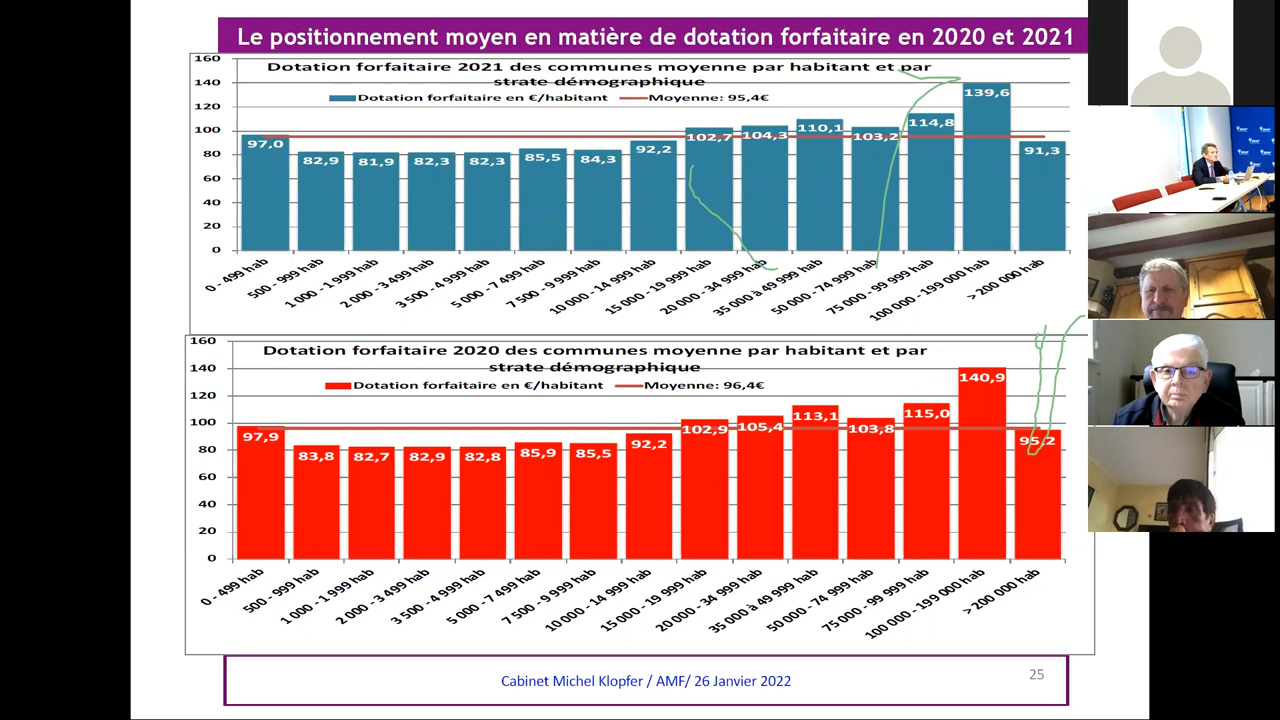 Le positionnement moyen en matière de dotation forfaitaire en 2020 et 2021
Dotation forfaitaire 2021 des communes moyenne par habitant et par
strate démographique
Dotation forfaitaire en €/habitant
Moyenne: 95,4€
160
140
120
100
80
60
40
20
0
97,0
82,9
81,9
82,3
82,3
85,5
84,3
92,2
102,7
104,3
110,1
103,2
114,8
139,6
91,3
0 - 499 hab
500 - 999 hab
1 000 - 1 999 hab
2 000 - 3 499 hab
3 500 - 4 999 hab
5 000 - 7 499 hab
7 500 - 9 999 hab
10 000 - 14 999 hab
15 000 - 19 999 hab
20 000 - 34 999 hab
35 000 à 49 999 hab
50 000 - 74 999 hab
75 000 - 99 999 hab
100 000 - 199 000 hab
> 200 000 hab
Dotation forfaitaire 2020 des communes moyenne par habitant et par
strate démographique
Dotation forfaitaire en €/habitant
Moyenne: 96,4€
160
140
120
100
80
60
40
20
0
97,9
83,8
82,7
82,9
82,8
85,9
85,5
92,2
102,9
105,4
113,1
103,8
115,0
140,9
95,2
0 - 499 hab
500 - 999 hab
1 000 - 1 999 hab
2 000 - 3 499 hab
3 500 - 4 999 hab
5 000 - 7 499 hab
7 500 - 9 999 hab
10 000 - 14 999 hab
15 000 - 19 999 hab
20 000 - 34 999 hab
35 000 à 49 999 hab
50 000 - 74 999 hab
75 000 - 99 999 hab
100 000 - 199 000 hab
> 200 000 hab
Cabinet Michel Klopfer / AMF/ 26 Janvier 2022
25